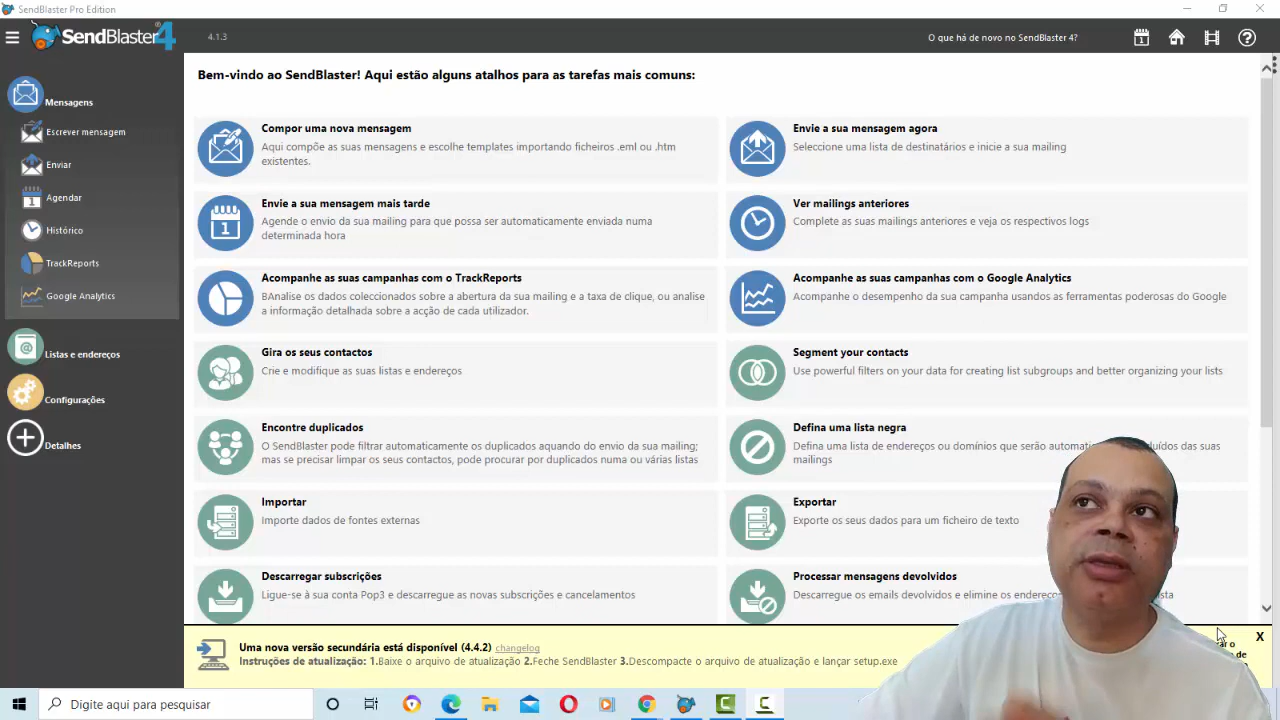 SendBlaster Pro Edition
SendBlaster 4
4.1.3
O que há de novo no SendBlaster 4?
Mensagens
Escrever mensagem
Enviar
Agendar
Histórico
TrackReports
Google Analytics
Listas e endereços
Configurações
Detalhes
Bem-vindo ao SendBlaster! Aqui estão alguns atalhos para as tarefas mais comuns:
Compor uma nova mensagem
Aqui compõe as suas mensagens e escolhe templates importando ficheiros .eml ou .htm
existentes.
Envie a sua mensagem agora
Seleccione uma lista de destinatários e inicie a sua mailing
Envie a sua mensagem mais tarde
Agende o envio da sua mailing para que possa ser automaticamente enviada numa
determinada hora
Ver mailings anteriores
Complete as suas mailings anteriores e veja os respectivos logs
Acompanhe as suas campanhas com o TrackReports
BAnalise os dados coleccionados sobre a abertura da sua mailing e a taxa de clique, ou analise
a informação detalhada sobre a acção de cada utilizador.
Acompanhe as suas campanhas com o Google Analytics
Acompanhe o desempenho da sua campanha usandos as ferramentas poderosas do Google
Gira os seus contactos
Crie e modifique as suas listas e endereços
Segment your contacts
Use powerful filters on your data for creating list subgroups and better organizing your lists
Encontre duplicados
O SendBlaster pode filtrar automaticamente os duplicados aquando do envio da sua mailing;
mas se precisar limpar os seus contactos, pode procurar por duplicados numa ou várias listas
Defina uma lista negra
Defina uma lista de endereços ou domínios que serão das suas
mailings
Importar
Importe dados de fontes externas
Exportar
Exporte os seus dados para um ficheiro de texto
Descarregar subscrições
Ligue-se à sua conta Pop3 e descarregue as novas subscrições e cancelamentos
Processar mensagens devolvidos
Descarregue os emails devolvidos e elimine os
Uma nova versão secundária está disponível (4.4.2) changelog
Instruções de atualização: 1.Baixe o arquivo de atualização 2.Feche SendBlaster 3.Descompacte o arquivo de atualização e lançar setup.exe
Digite aqui para pesquisar